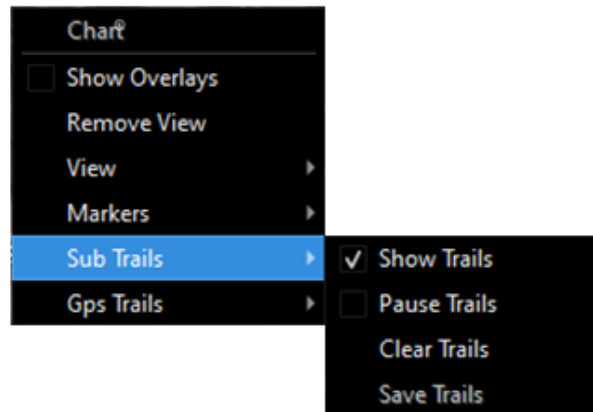 Chart
Show Overlays
Remove View
View
Markers
Sub Trails
Gps Trails
Show Trails
Pause Trails
Clear Trails
Save Trails